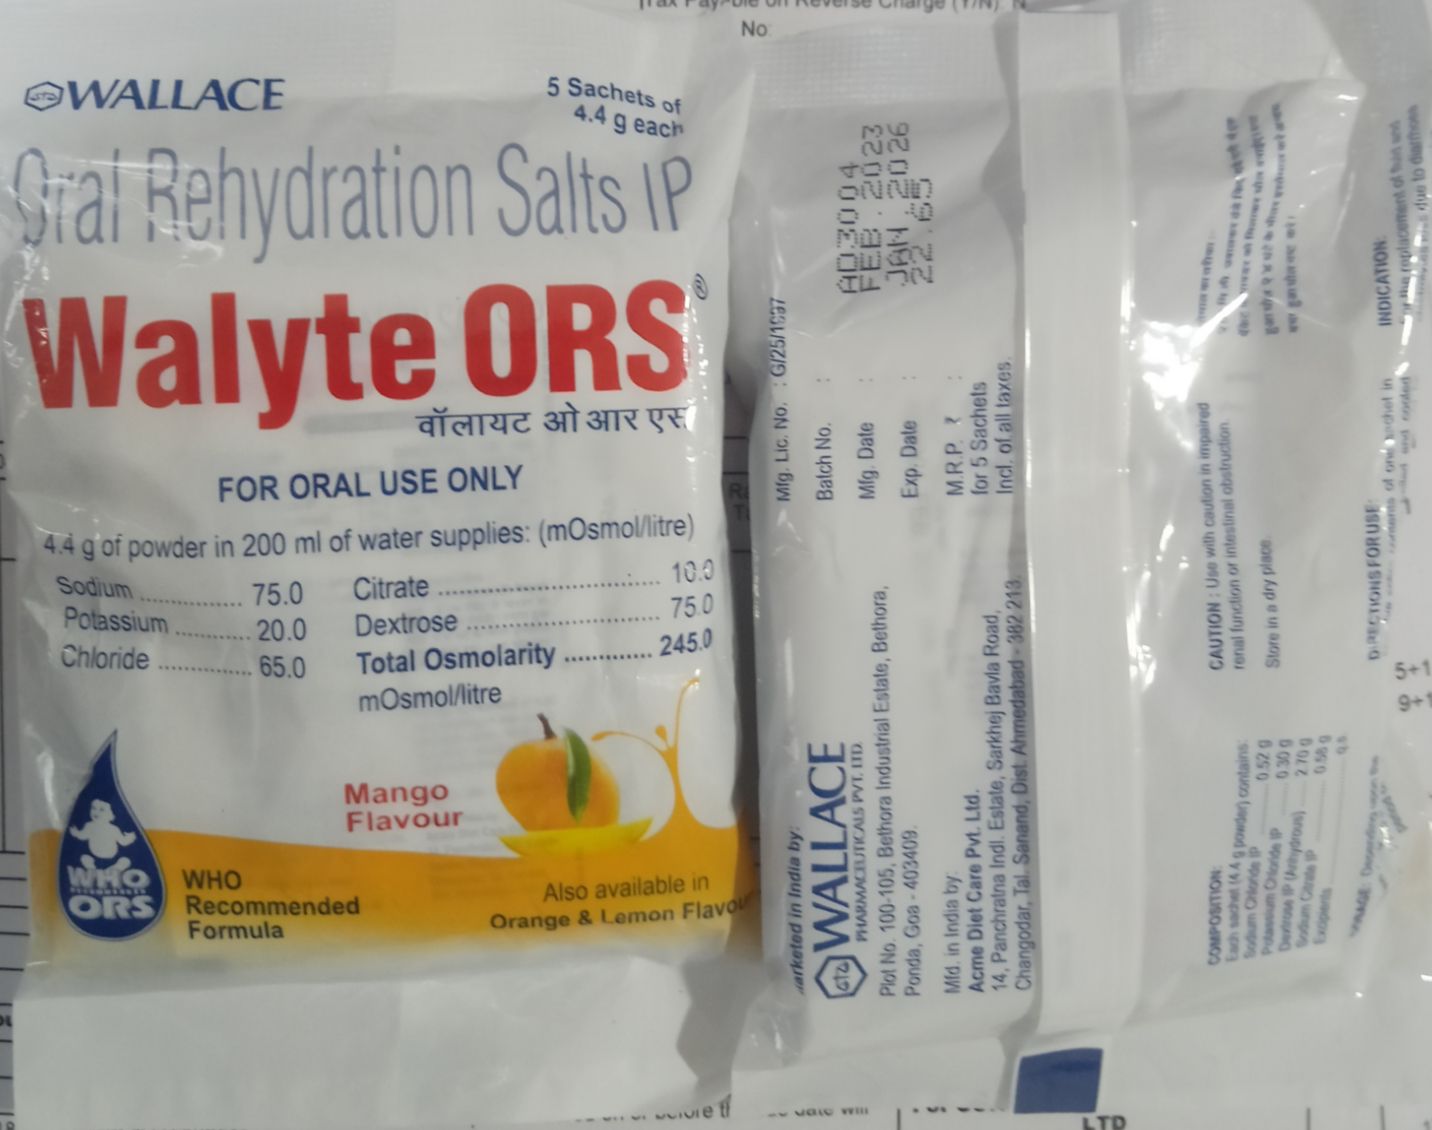 No:
WALLACE
5 Sachets of
4.4 g each
Oral Rehydration Salts IP
Walyte ORS®
वॉलायट ओ आर एस
FOR ORAL USE ONLY
4.4 g of powder in 200 ml of water supplies: (mOsmol/litre)
Sodium .............. 75.0
Potassium ........... 20.0
Chloride ............. 65.0
Citrate .............................. 10.0
Dextrose .......................... 75.0
Total Osmolarity ............. 245.0
mOsmol/litre
Mango
Flavour
WHO
ORS
WHO
Recommended
Formula
Also available in
Orange & Lemon
Mfg. Lic. No. : G/25/1997
Batch No. : AD3004
Mfg. Date : FEB. 2023
Exp. Date : JAN. 2026
M.R.P. ₹ : 22.65
for 5 Sachets
Incl. of all taxes.
in India by:
WALLACE
PHARMACEUTICALS PVT. LTD.
Plot No. 100-105, Bethora Industrial Estate, Bethora,
Ponda, Goa - 403409.
Mfd. in India by:
Acme Diet Care Pvt. Ltd.
14, Panchratna Indl. Estate, Sarkhej Bavla Road,
Changodar, Tal. Sanand, Dist. Ahmedabad - 382 213.
CAUTION : Use with caution in impaired
renal function or intestinal obstruction.
Store in a dry place.
COMPOSITION:
Each sachet (4.4 g powder) contains:
Sodium Chloride IP ........ 0.52 g
Potassium Chloride IP ........ 0.30 g
Dextrose IP (Anhydrous) ........ 2.70 g
Sodium Citrate IP ........ 0.58 g
Excipients ........ q.s.
INDICATION:
replacement of
due to diarrhoea
DIRECTIONS FOR USE:
LTD